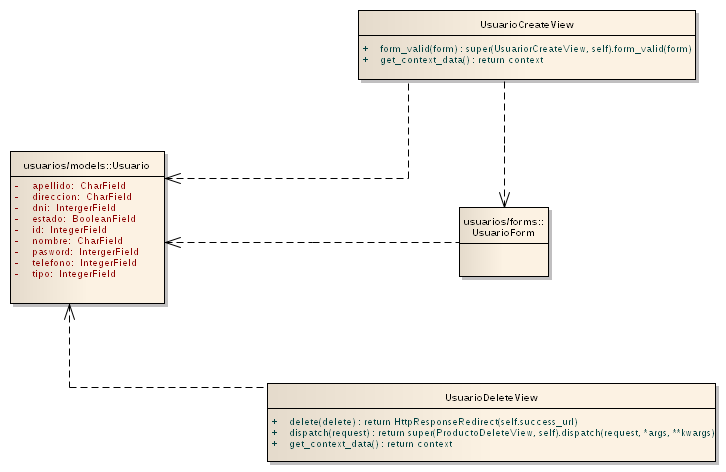 UsuarioCreateView
+ form_valid(form) : super(UsuariorCreateView, self).form_valid(form)
+ get_context_data() : return context
usuarios/models::Usuario
- apellido: CharField
- direccion: CharField
- dni: IntergerField
- estado: BooleanField
- id: IntegerField
- nombre: CharField
- pasword: IntergerField
- telefono: IntegerField
- tipo: IntegerField
usuarios/forms::
UsuarioForm
UsuarioDeleteView
+ delete(delete) : return HttpResponseRedirect(self.success_url)
+ dispatch(request) : return super(ProductoDeleteView, self).dispatch(request, *args, **kwargs)
+ get_context_data() : return context